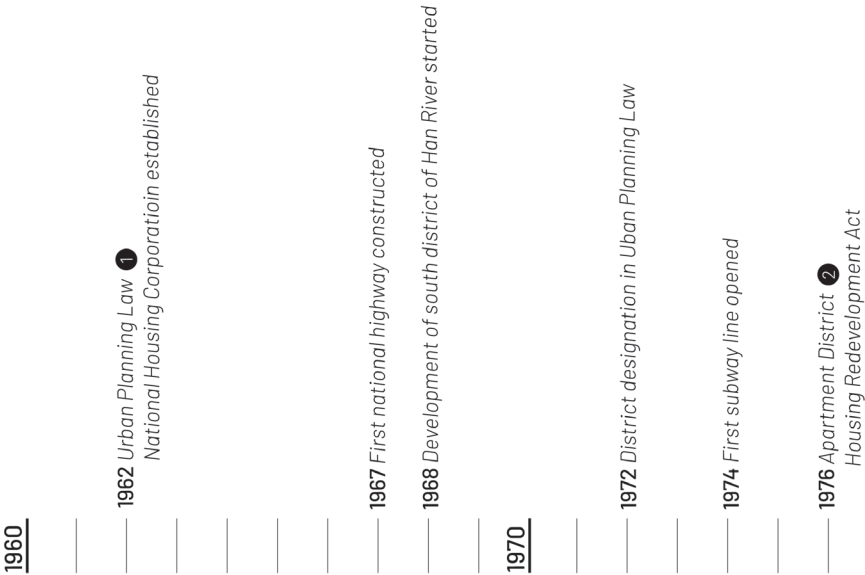 1960
1962 Urban Planning Law 1
National Housing Corporatioin established
1967 First national highway constructed
1968 Development of south district of Han River started
1970
1972 District designation in Uban Planning Law
1974 First subway line opened
1976 Apartment District 2
Housing Redevelopment Act